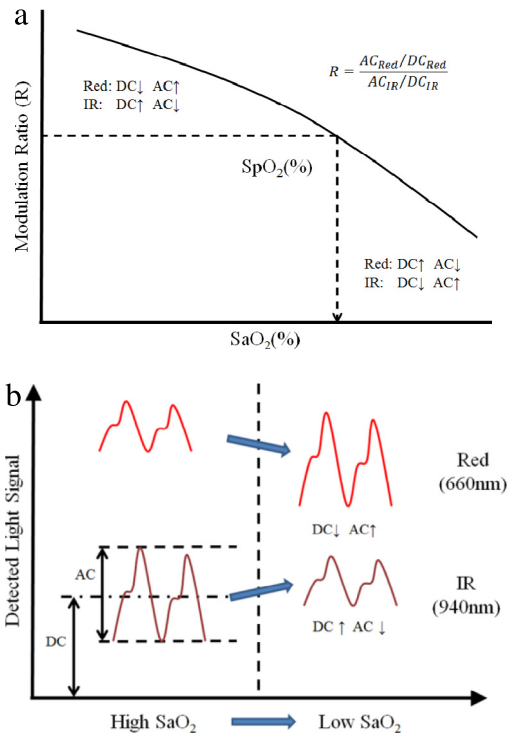 a
Modulation Ratio (R)
Red: DC↓ AC↑
IR: DC↑ AC↓
R = AC_Red/DC_Red
AC_IR/DC_IR
SpO₂(%)
Red: DC↑ AC↓
IR: DC↓ AC↑
SaO₂(%)
b
Detected Light Signal
Red
(660nm)
DC↓ AC↑
AC
IR
(940nm)
DC
DC ↑ AC ↓
High SaO₂
Low SaO₂